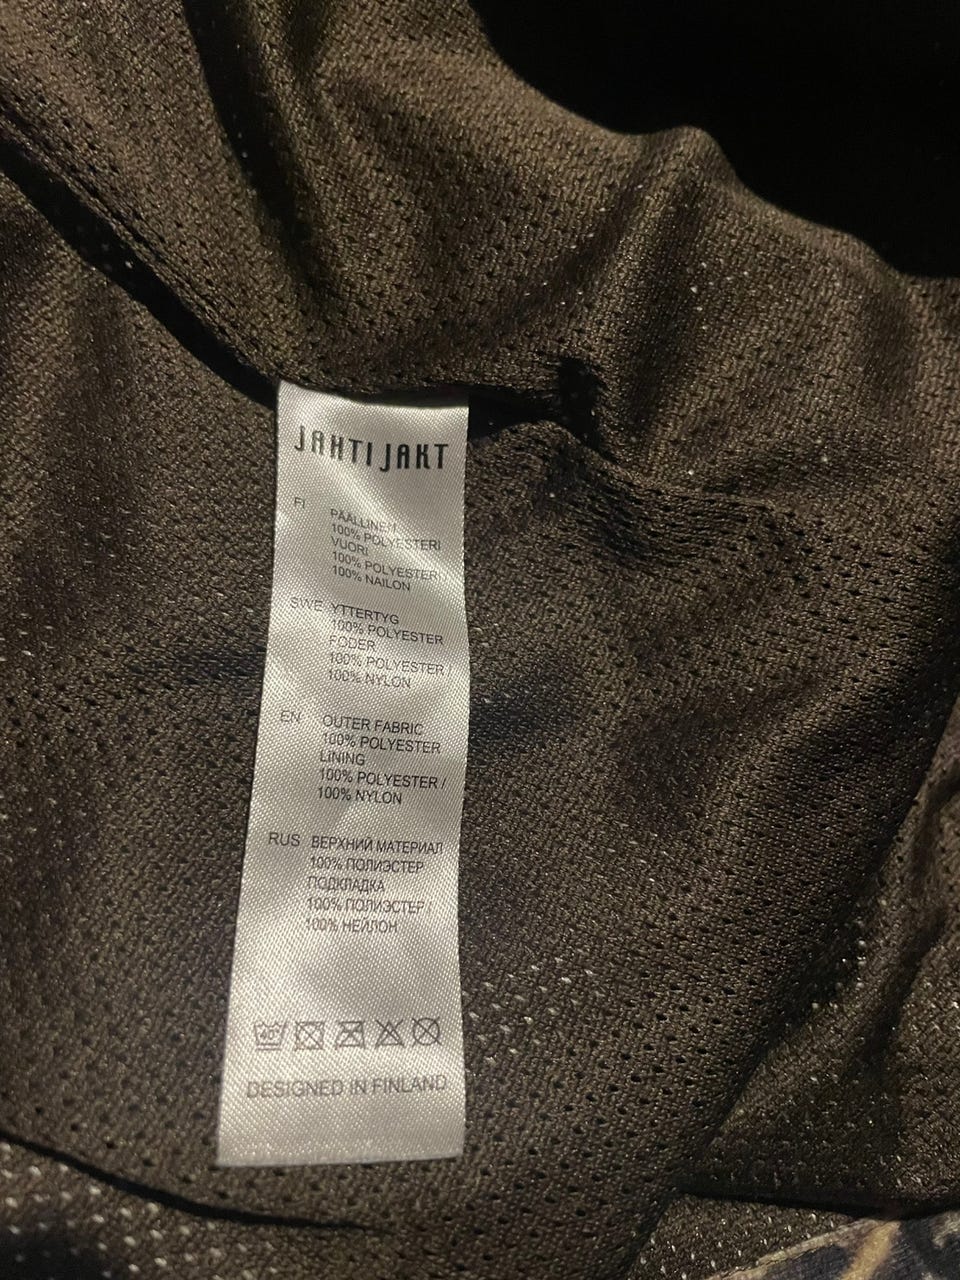 JAHTI JAKT
FI PÄÄLLINEN
100% POLYESTERI
VUORI
100% POLYESTERI
100% NAILON
SWE YTTERTYG
100% POLYESTER
FODER
100% POLYESTER /
100% NYLON
EN OUTER FABRIC
100% POLYESTER
LINING
100% POLYESTER /
100% NYLON
RUS ВЕРХНИЙ МАТЕРИАЛ
100% ПОЛИЭСТЕР
ПОДКЛАДКА
100% ПОЛИЭСТЕР /
100% НЕЙЛОН
40°
DESIGNED IN FINLAND